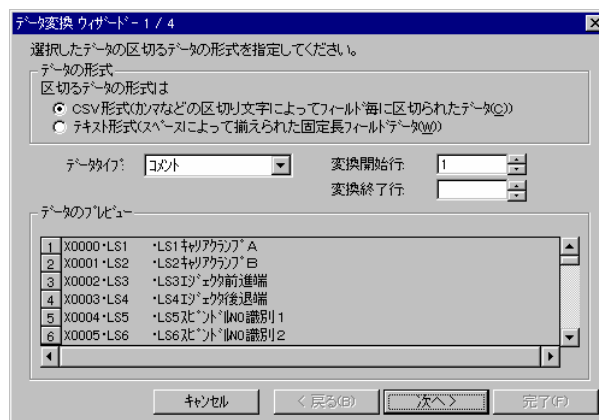 データ変換 ウィザード - 1 / 4
選択したデータの区切るデータの形式を指定してください。
データの形式
区切るデータの形式は
CSV形式(カンマなどの区切り文字によってフィールド毎に区切られたデータ(C))
テキスト形式(スペースによって揃えられた固定長フィールドデータ(W))
データタイプ: コメント 変換開始行: 1
変換終了行:
データのプレビュー
1 X0000・LS1 ・LS1キャリアクランプA
2 X0001・LS2 ・LS2キャリアクランプB
3 X0002・LS3 ・LS3エジェクタ前進端
4 X0003・LS4 ・LS4エジェクタ後退端
5 X0004・LS5 ・LS5スピンドルNO識別1
6 X0005・LS6 ・LS6スピンドルNO識別2
キャンセル < 戻る(B) 次へ > 完了(F)